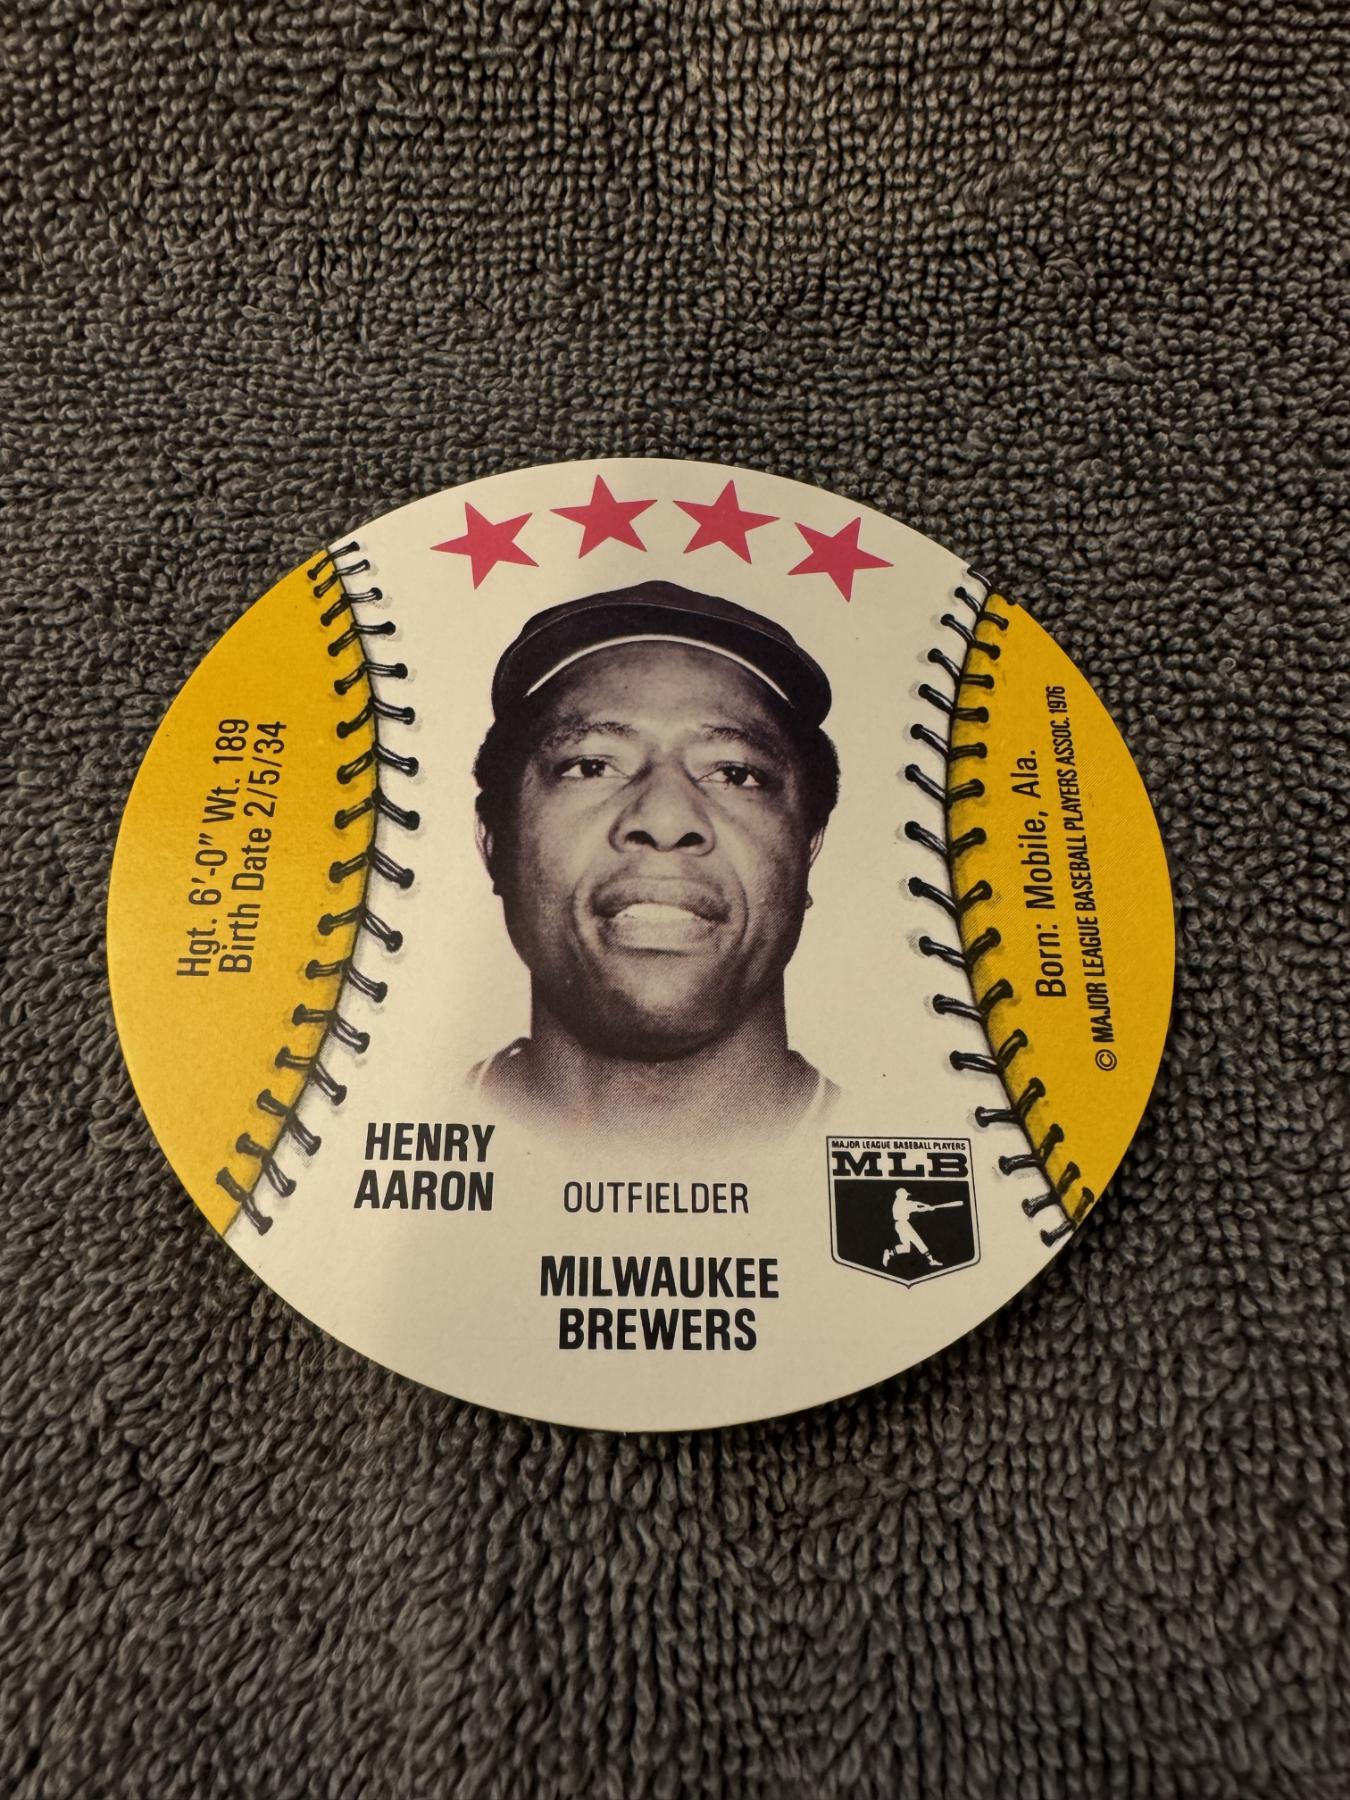 Hgt. 6'-0" Wt. 189
Birth Date 2/5/34
HENRY
AARON
OUTFIELDER
MILWAUKEE
BREWERS
MAJOR LEAGUE BASEBALL PLAYERS
MLB
Born: Mobile, Ala.
© MAJOR LEAGUE BASEBALL PLAYERS ASSOC. 1976